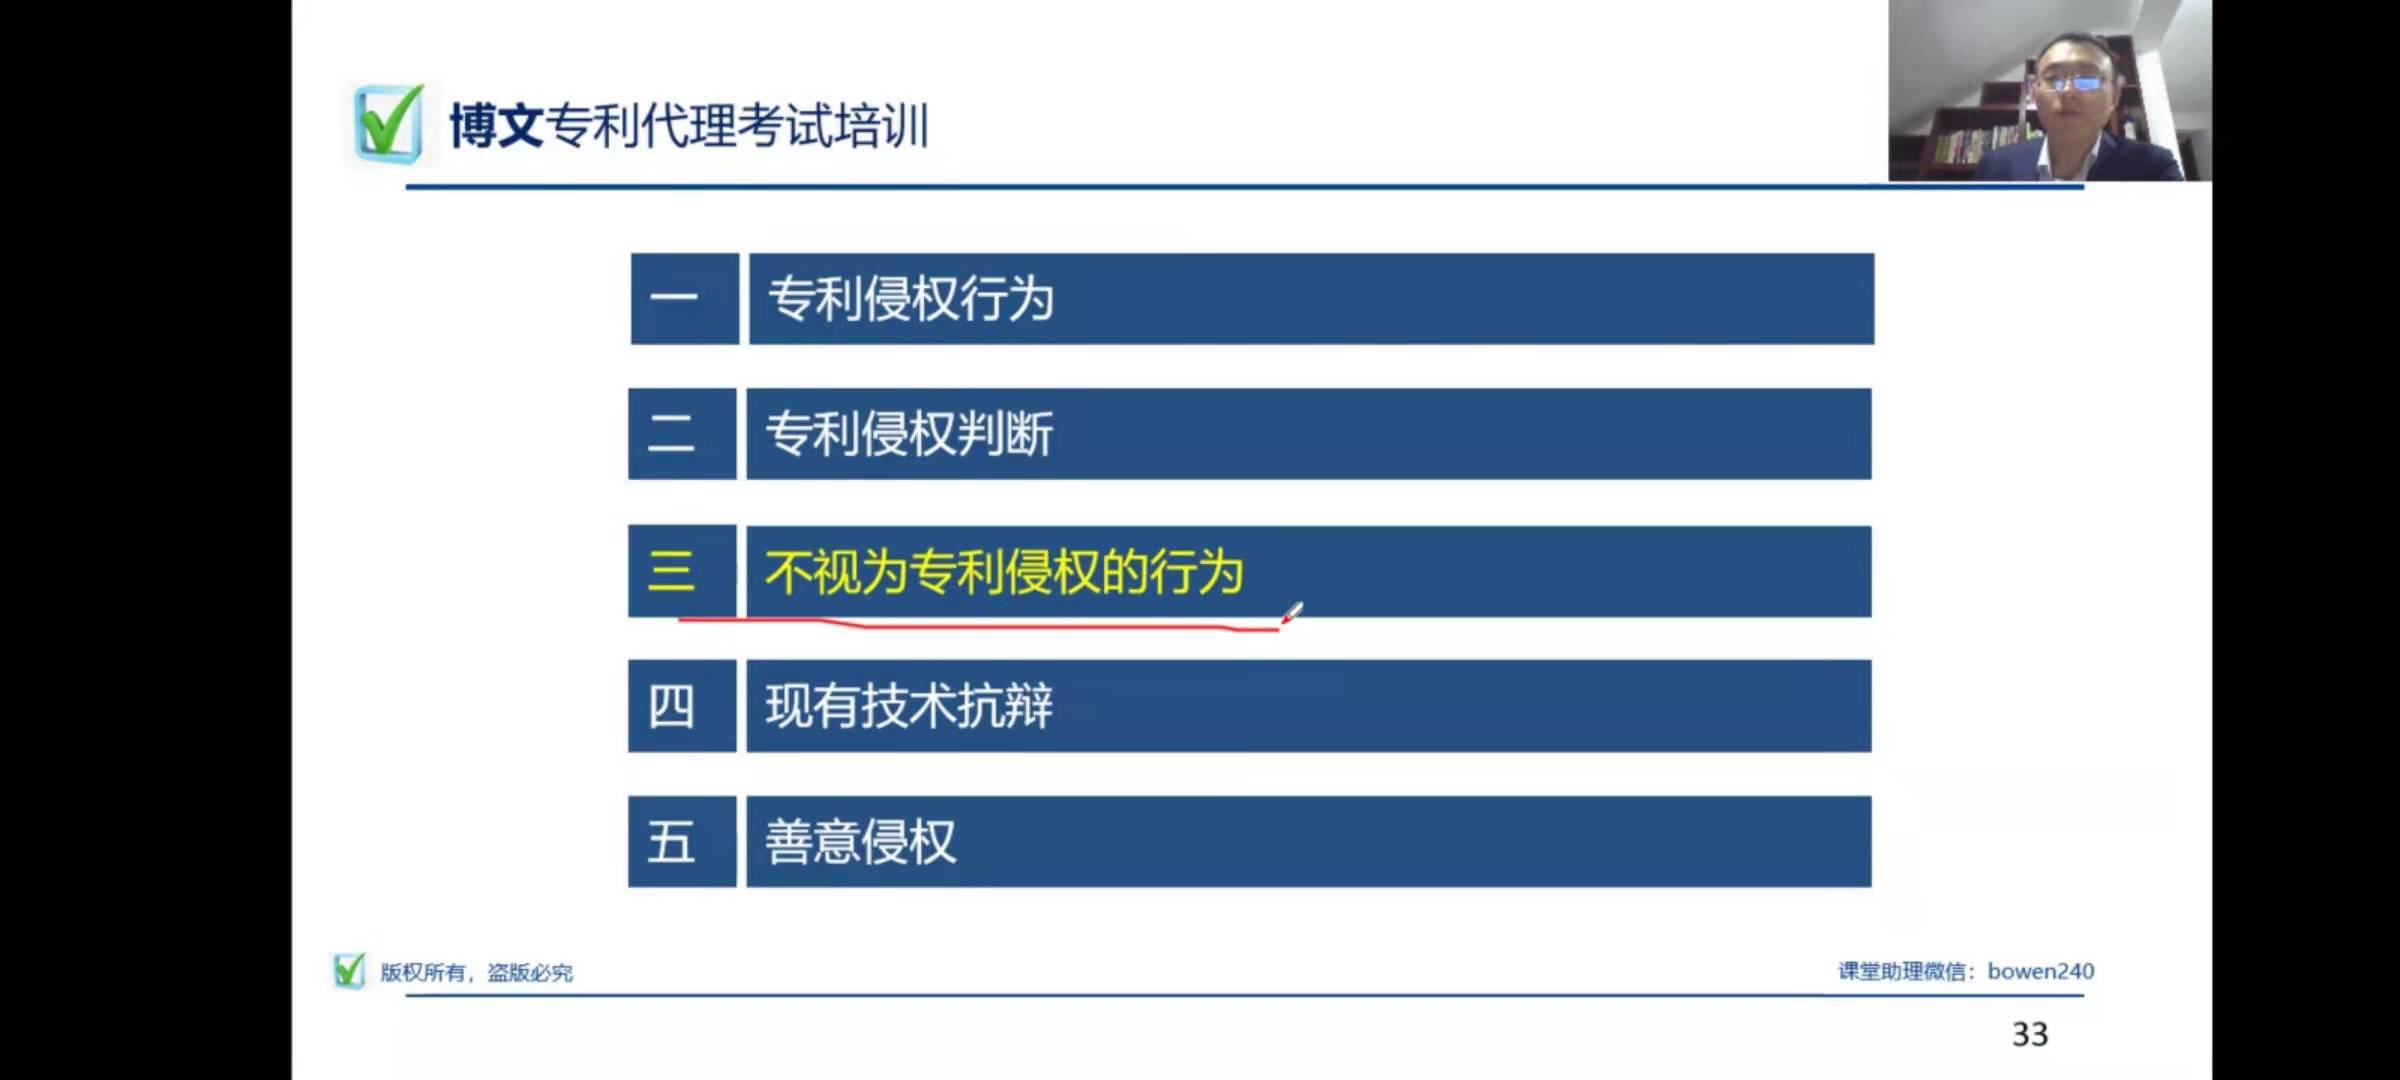 博文专利代理考试培训
一 专利侵权行为
二 专利侵权判断
三 不视为专利侵权的行为
四 现有技术抗辩
五 善意侵权
版权所有，盗版必究
课堂助理微信：bowen240
33